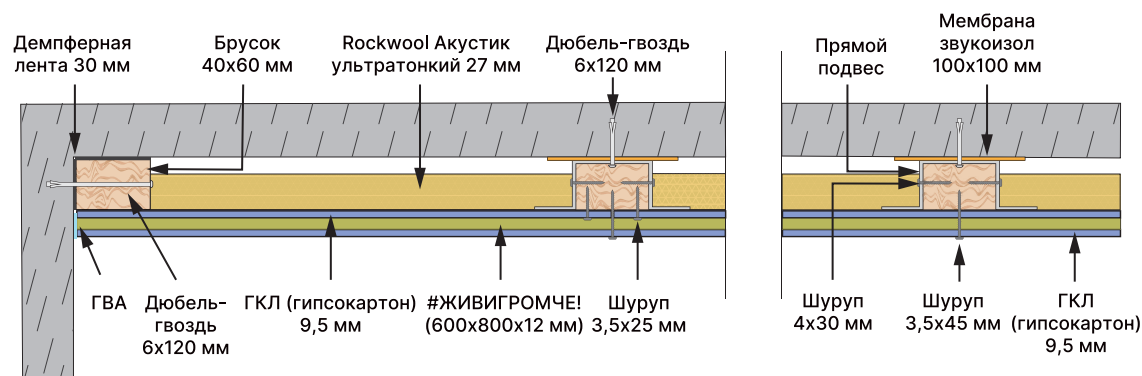 Демпферная
лента 30 мм
Брусок
40х60 мм
Rockwool Акустик
ультратонкий 27 мм
Дюбель-гвоздь
6х120 мм
Прямой
подвес
Мембрана
звукоизол
100х100 мм
ГВА
Дюбель-
гвоздь
6х120 мм
ГКЛ (гипсокартон)
9,5 мм
#ЖИВИГРОМЧЕ!
(600х800х12 мм)
Шуруп
3,5х25 мм
Шуруп
4х30 мм
Шуруп
3,5х45 мм
ГКЛ
(гипсокартон)
9,5 мм